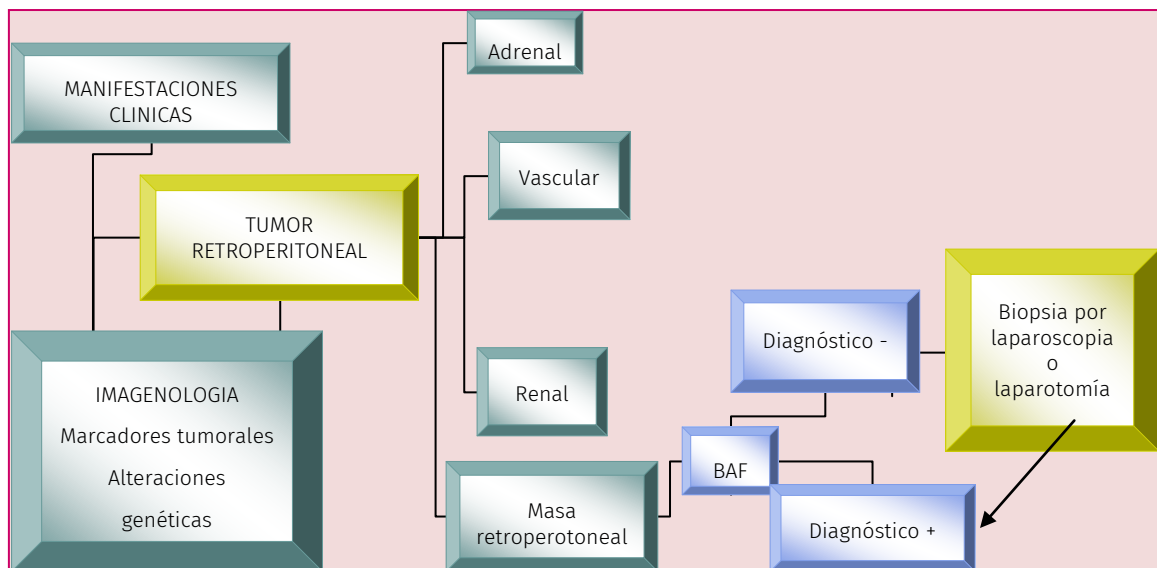 MANIFESTACIONES
CLINICAS
TUMOR
RETROPERITONEAL
IMAGENOLOGIA
Marcadores tumorales
Alteraciones
genéticas
Adrenal
Vascular
Renal
Masa
retroperotoneal
BAF
Diagnóstico -
Diagnóstico +
Biopsia por
laparoscopia
o
laparotomía